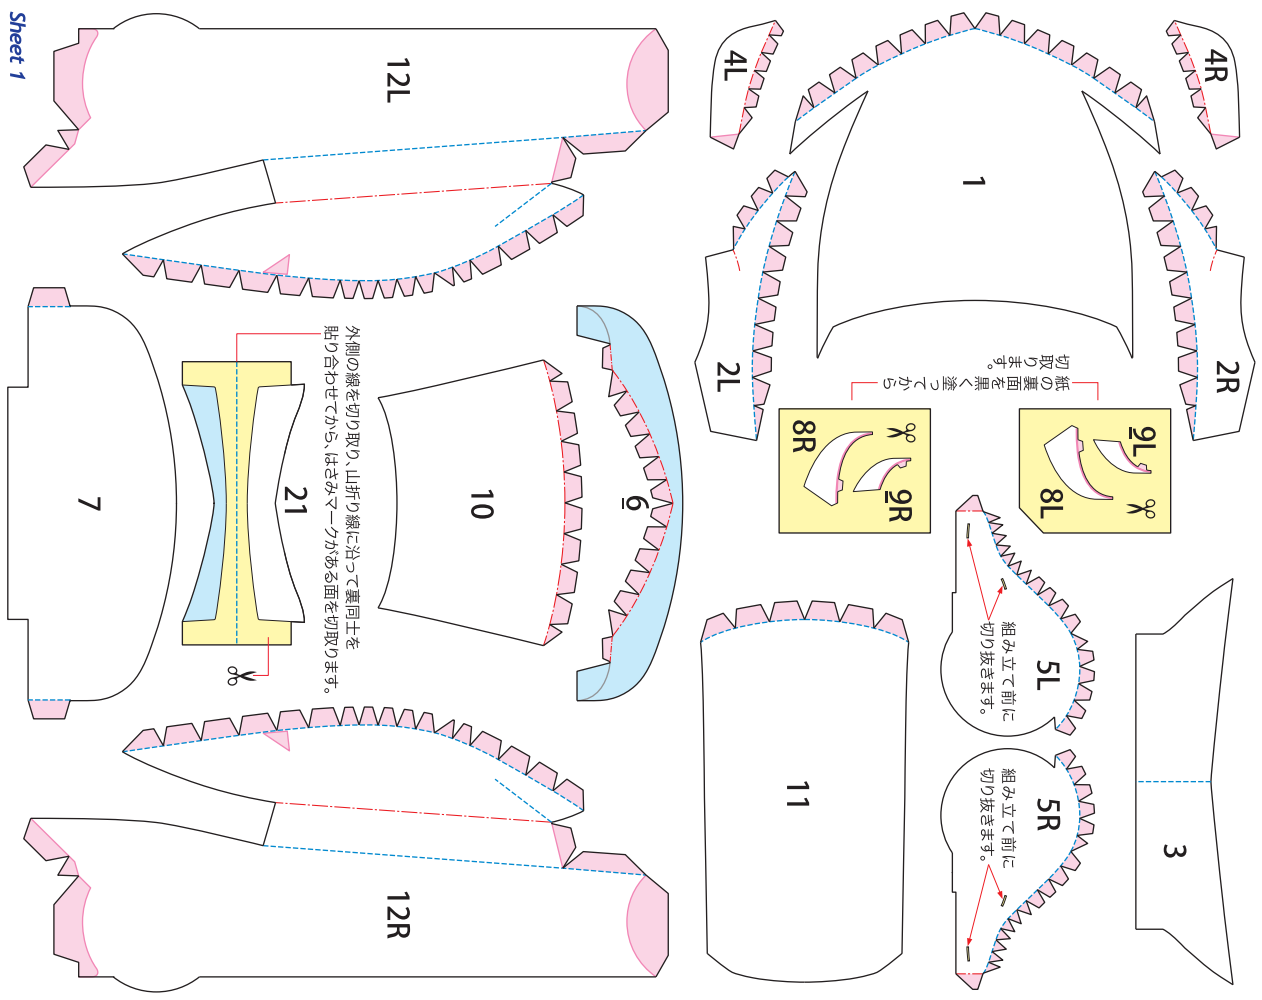 Sheet 1
4R
4L
1
2R
2L
紙の裏面を黒く塗ってから
切取ります。
9L
8L
8R
9R
12L
外側の線を切り取り、山折り線に沿って裏同士を
貼り合わせてから、はさみマークがある面を切取ります。
6
10
21
7
組み立て前に
切り抜きます。
5L
3
11
組み立て前に
切り抜きます。
5R
12R